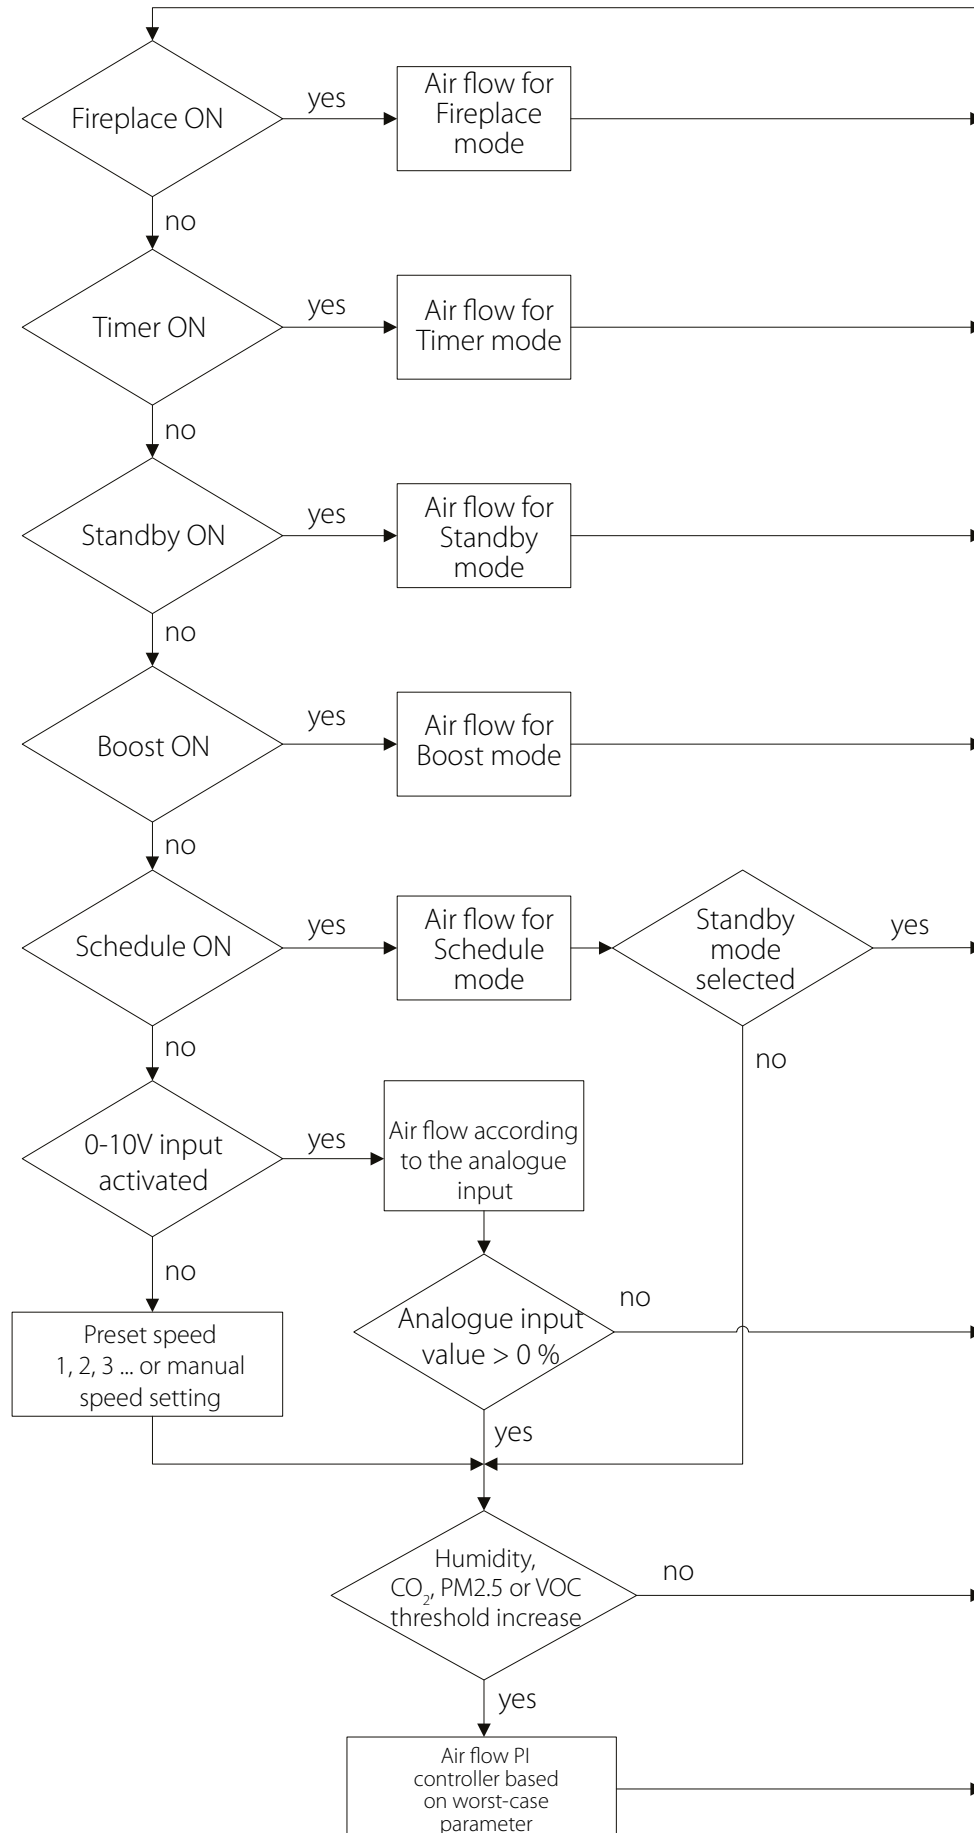 Fireplace ON
yes
Air flow for
Fireplace
mode
no
Timer ON
yes
Air flow for
Timer mode
no
Standby ON
yes
Air flow for
Standby
mode
no
Boost ON
yes
Air flow for
Boost mode
no
Schedule ON
yes
Air flow for
Schedule
mode
Standby
mode
selected
yes
no
no
0-10V input
activated
yes
Air flow according
to the analogue
input
no
Preset speed
1, 2, 3 ... or manual
speed setting
Analogue input
value > 0 %
no
yes
Humidity,
CO₂, PM2.5 or VOC
threshold increase
no
yes
Air flow PI
controller based
on worst-case
parameter